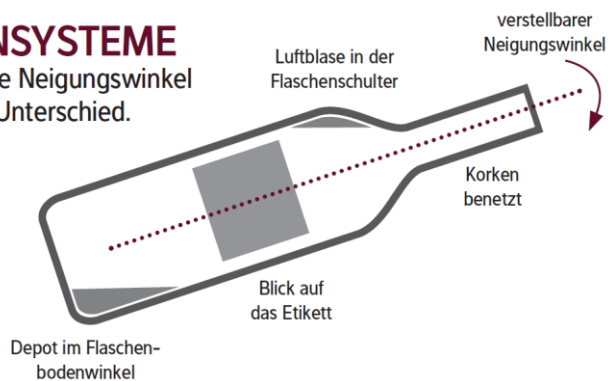 NSYSTEME
e Neigungswinkel
Unterschied.
Luftblase in der
Flaschenschulter
verstellbarer
Neigungswinkel
Korken
benetzt
Blick auf
das Etikett
Depot im Flaschen-
bodenwinkel